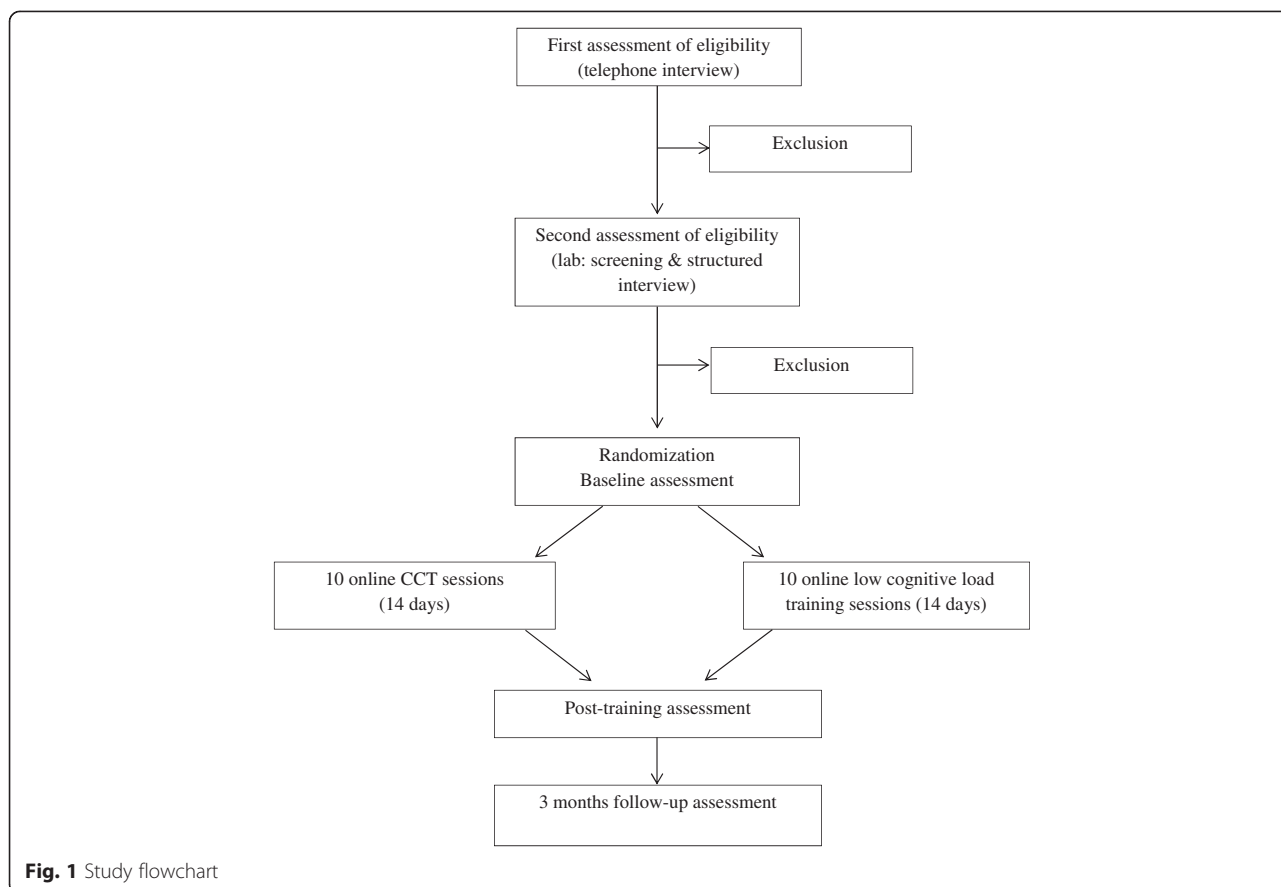 First assessment of eligibility
(telephone interview)
Exclusion
Second assessment of eligibility
(lab: screening & structured
interview)
Exclusion
Randomization
Baseline assessment
10 online CCT sessions
(14 days)
10 online low cognitive load
training sessions (14 days)
Post-training assessment
3 months follow-up assessment
Fig. 1 Study flowchart